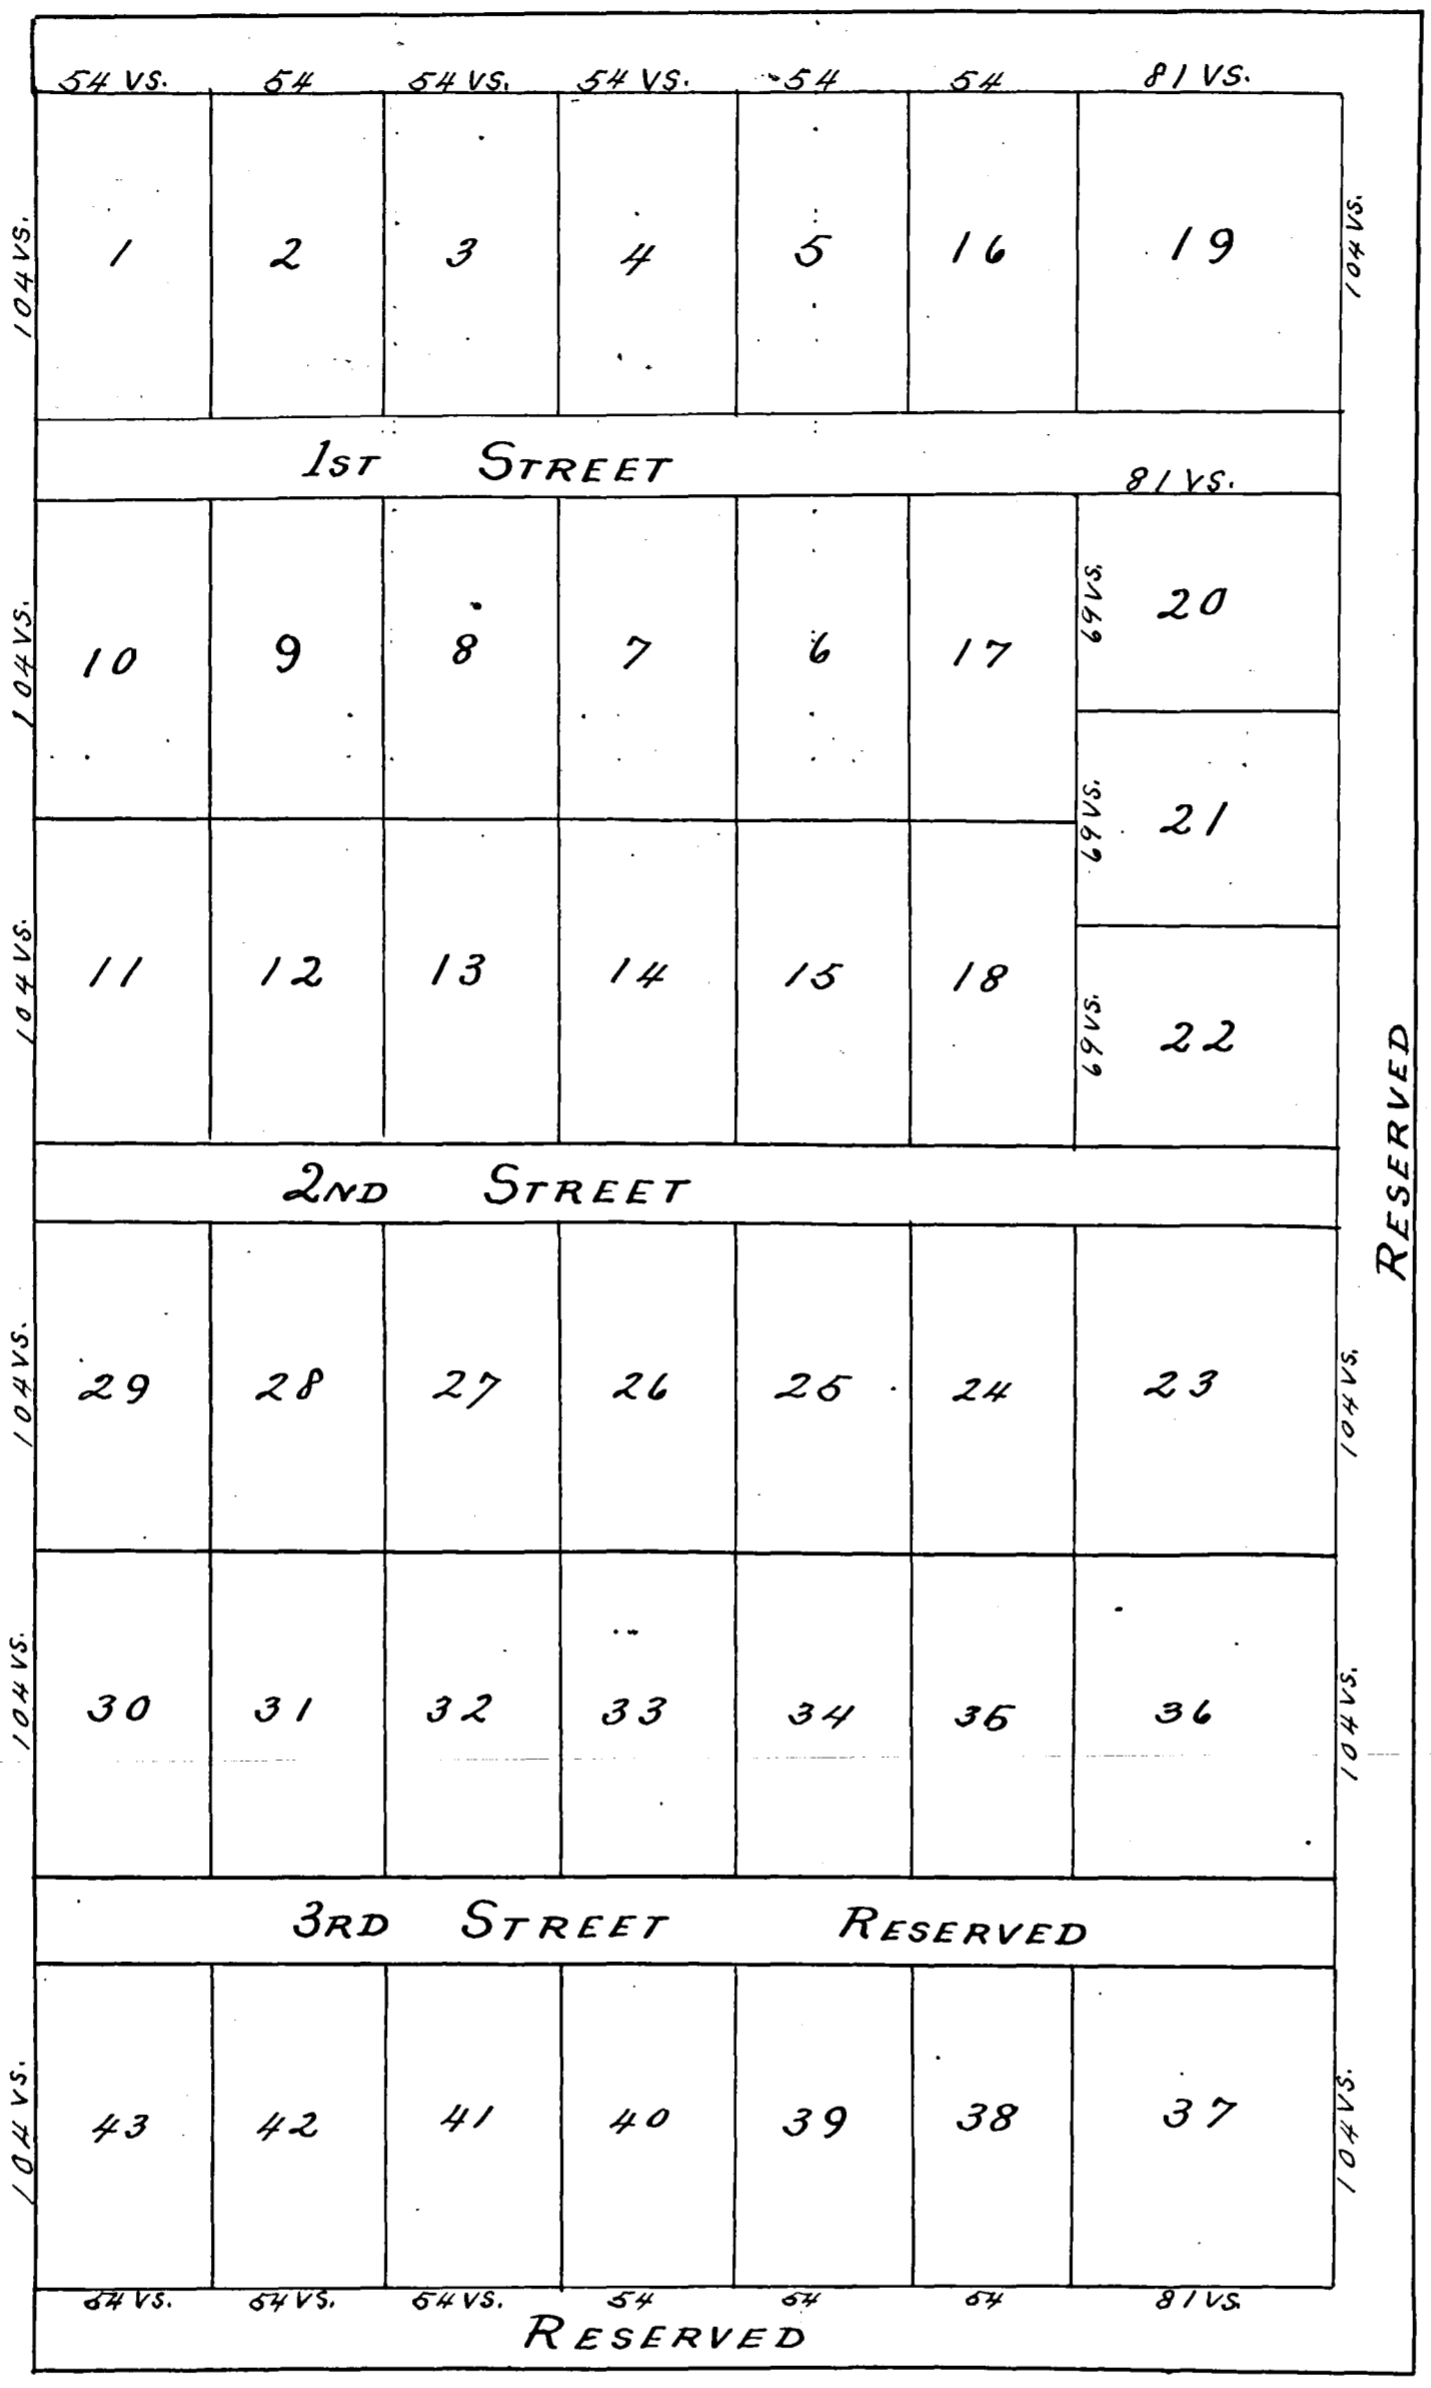 54 VS. 54 54 VS. 54 VS. 54 54 81 VS.
104 VS. 1 2 3 4 5 16 19 104 VS.
1ST STREET
81 VS.
104 VS. 10 9 8 7 6 17
69 VS. 20
69 VS. 21
104 VS. 11 12 13 14 15 18
69 VS. 22
RESERVED
2ND STREET
104 VS. 29 28 27 26 25 24 23 104 VS.
104 VS. 30 31 32 33 34 35 36 104 VS.
3RD STREET RESERVED
104 VS. 43 42 41 40 39 38 37 104 VS.
54 VS. 54 VS. 54 VS. 54 54 54 81 VS.
RESERVED